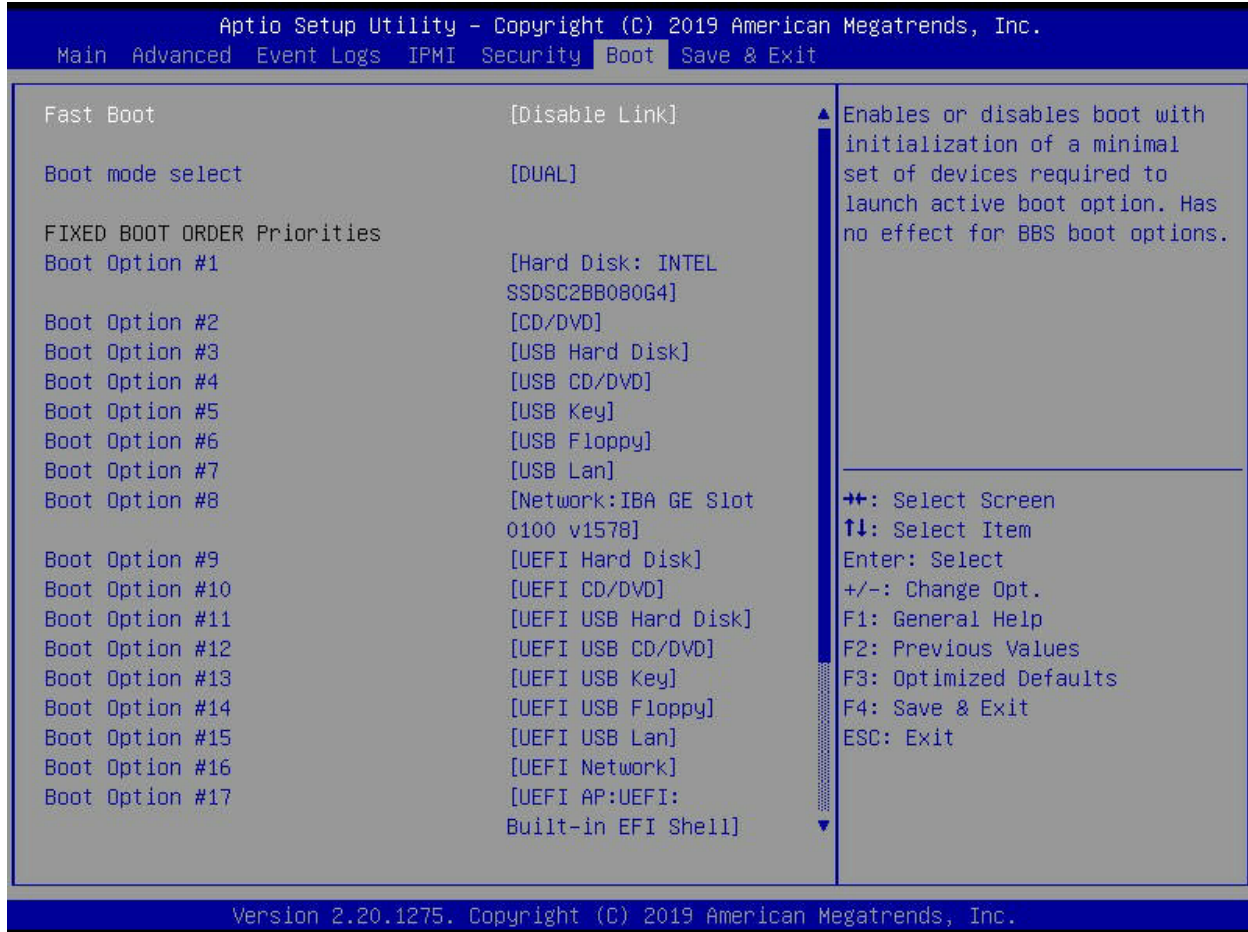 Aptio Setup Utility – Copyright (C) 2019 American Megatrends, Inc.
Main Advanced Event Logs IPMI Security Boot Save & Exit
Fast Boot [Disable Link]
Boot mode select [DUAL]
FIXED BOOT ORDER Priorities
Boot Option #1 [Hard Disk: INTEL
SSDSC2BB080G4]
Boot Option #2 [CD/DVD]
Boot Option #3 [USB Hard Disk]
Boot Option #4 [USB CD/DVD]
Boot Option #5 [USB Key]
Boot Option #6 [USB Floppy]
Boot Option #7 [USB Lan]
Boot Option #8 [Network:IBA GE Slot
0100 v1578]
Boot Option #9 [UEFI Hard Disk]
Boot Option #10 [UEFI CD/DVD]
Boot Option #11 [UEFI USB Hard Disk]
Boot Option #12 [UEFI USB CD/DVD]
Boot Option #13 [UEFI USB Key]
Boot Option #14 [UEFI USB Floppy]
Boot Option #15 [UEFI USB Lan]
Boot Option #16 [UEFI Network]
Boot Option #17 [UEFI AP:UEFI:
Built-in EFI Shell]
Enables or disables boot with
initialization of a minimal
set of devices required to
launch active boot option. Has
no effect for BBS boot options.
→←: Select Screen
↑↓: Select Item
Enter: Select
+/-: Change Opt.
F1: General Help
F2: Previous Values
F3: Optimized Defaults
F4: Save & Exit
ESC: Exit
Version 2.20.1275. Copyright (C) 2019 American Megatrends, Inc.